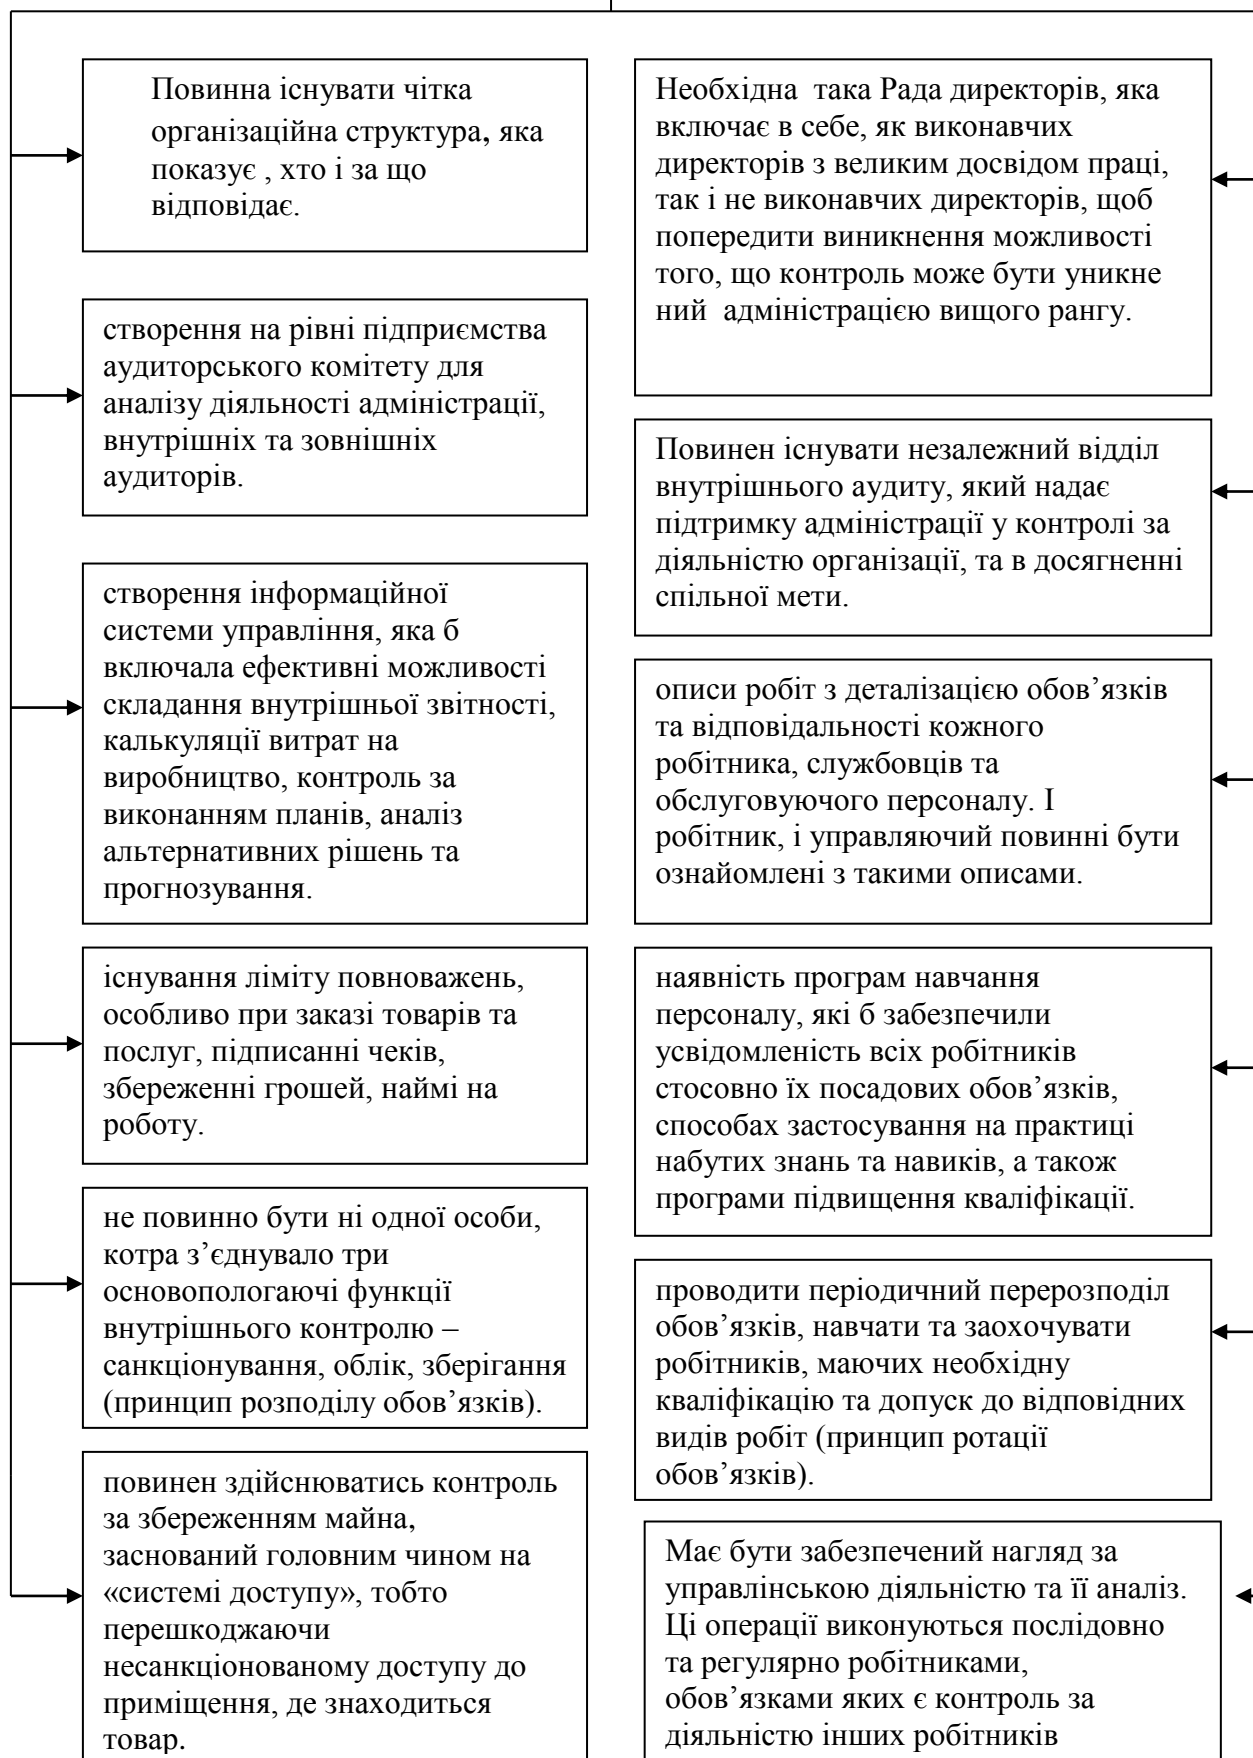 Повинна існувати чітка
організаційна структура, яка
показує , хто і за що
відповідає.
створення на рівні підприємства
аудиторського комітету для
аналізу діяльності адміністрації,
внутрішніх та зовнішніх
аудиторів.
створення інформаційної
системи управління, яка б
включала ефективні можливості
складання внутрішньої звітності,
калькуляції витрат на
виробництво, контроль за
виконанням планів, аналіз
альтернативних рішень та
прогнозування.
існування ліміту повноважень,
особливо при заказі товарів та
послуг, підписанні чеків,
збереженні грошей, наймі на
роботу.
не повинно бути ні одної особи,
котра з’єднувало три
основопологаючі функції
внутрішнього контролю –
санкціонування, облік, зберігання
(принцип розподілу обов’язків).
повинен здійснюватись контроль
за збереженням майна,
заснований головним чином на
«системі доступу», тобто
перешкоджаючи
несанкціонованому доступу до
приміщення, де знаходиться
товар.
Необхідна  така Рада директорів, яка
включає в себе, як виконавчих
директорів з великим досвідом праці,
так і не виконавчих директорів, щоб
попередити виникнення можливості
того, що контроль може бути уникне
ний  адміністрацією вищого рангу.
Повинен існувати незалежний відділ
внутрішнього аудиту, який надає
підтримку адміністрації у контролі за
діяльністю організації, та в досягненні
спільної мети.
описи робіт з деталізацією обов’язків
та відповідальності кожного
робітника, службовців та
обслуговуючого персоналу. І
робітник, і управляючий повинні бути
ознайомлені з такими описами.
наявність програм навчання
персоналу, які б забезпечили
усвідомленість всіх робітників
стосовно їх посадових обов’язків,
способах застосування на практиці
набутих знань та навиків, а також
програми підвищення кваліфікації.
проводити періодичний перерозподіл
обов’язків, навчати та заохочувати
робітників, маючих необхідну
кваліфікацію та допуск до відповідних
видів робіт (принцип ротації
обов’язків).
Має бути забезпечений нагляд за
управлінською діяльністю та її аналіз.
Ці операції виконуються послідовно
та регулярно робітниками,
обов’язками яких є контроль за
діяльністю інших робітників